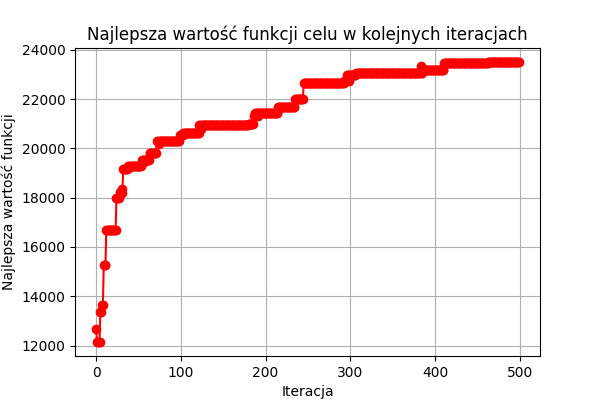 Najlepsza wartość funkcji celu w kolejnych iteracjach
Najlepsza wartość funkcji
24000
22000
20000
18000
16000
14000
12000
0 100 200 300 400 500
Iteracja